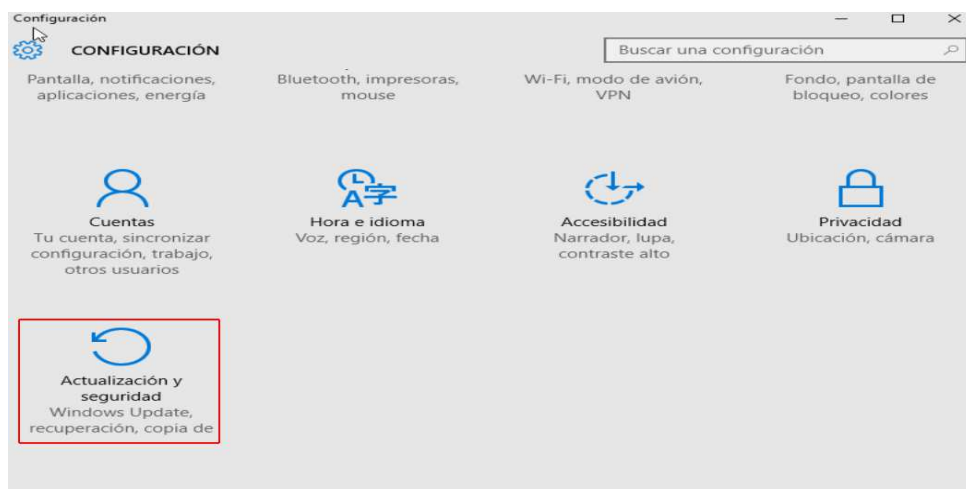 Configuración
CONFIGURACIÓN
Buscar una configuración
Pantalla, notificaciones,
aplicaciones, energía
Bluetooth, impresoras,
mouse
Wi-Fi, modo de avión,
VPN
Fondo, pantalla de
bloqueo, colores
Cuentas
Tu cuenta, sincronizar
configuración, trabajo,
otros usuarios
Hora e idioma
Voz, región, fecha
Accesibilidad
Narrador, lupa,
contraste alto
Privacidad
Ubicación, cámara
Actualización y
seguridad
Windows Update,
recuperación, copia de